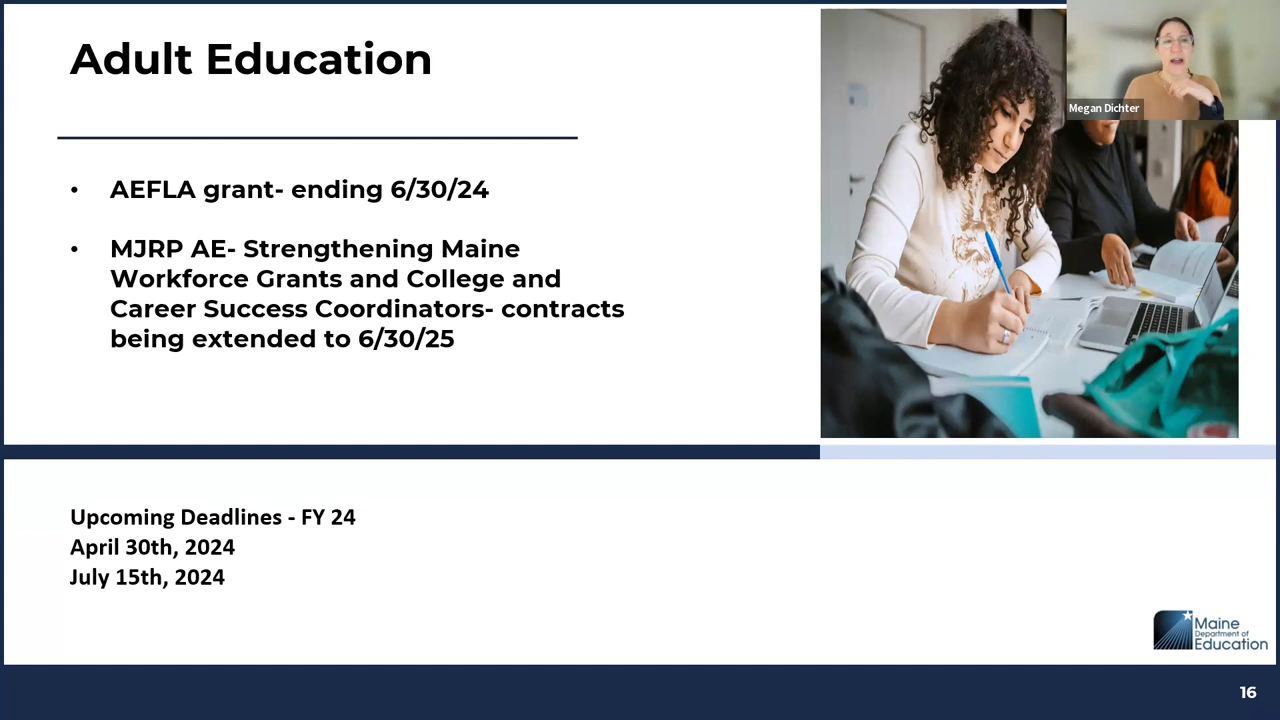 Adult Education
Megan Dichter
• AEFLA grant- ending 6/30/24
• MJRP AE- Strengthening Maine
Workforce Grants and College and
Career Success Coordinators- contracts
being extended to 6/30/25
Upcoming Deadlines - FY 24
April 30th, 2024
July 15th, 2024
Maine
Department of
Education
16